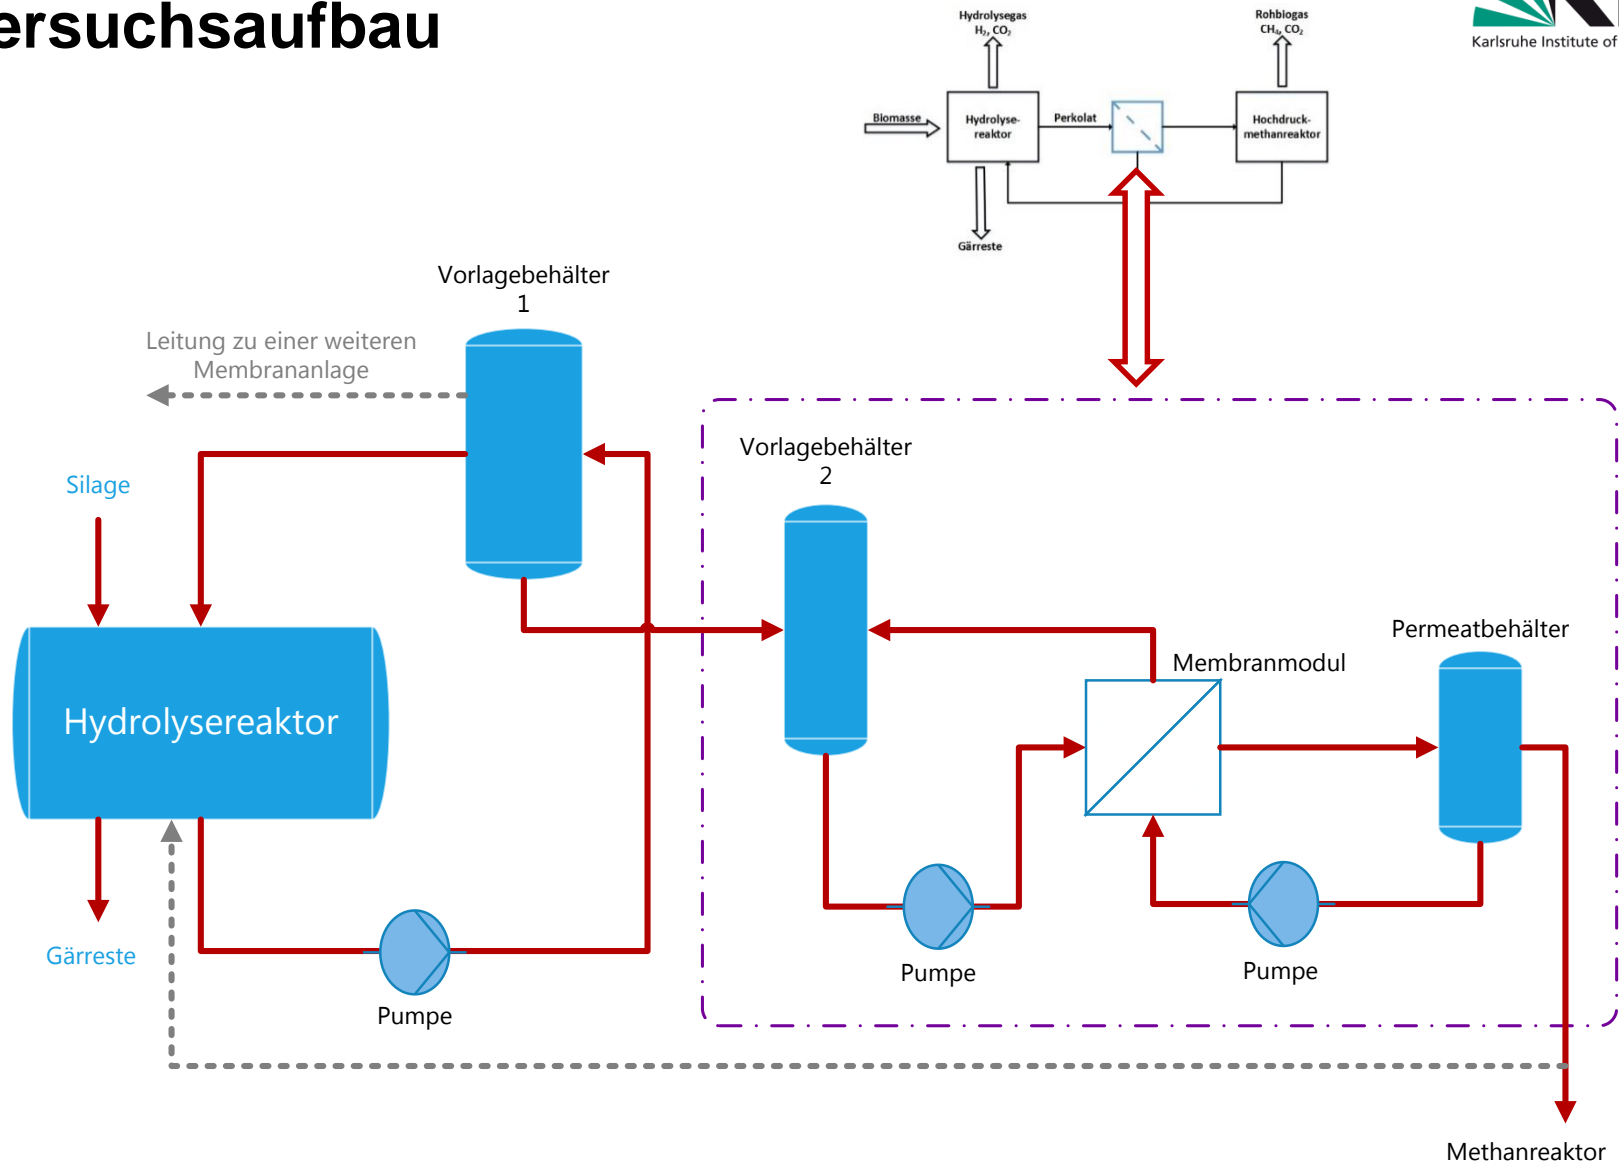 ersuchsaufbau
Karlsruhe Institute of
Hydrolysegas
H₂, CO₂
Rohbiogas
CH₄, CO₂
Biomasse
Hydrolyse-
reaktor
Perkolat
Hochdruck-
methanreaktor
Gärreste
Vorlagebehälter
1
Leitung zu einer weiteren
Membrananlage
Vorlagebehälter
2
Silage
Permeatbehälter
Membranmodul
Hydrolysereaktor
Gärreste
Pumpe
Pumpe
Pumpe
Methanreaktor